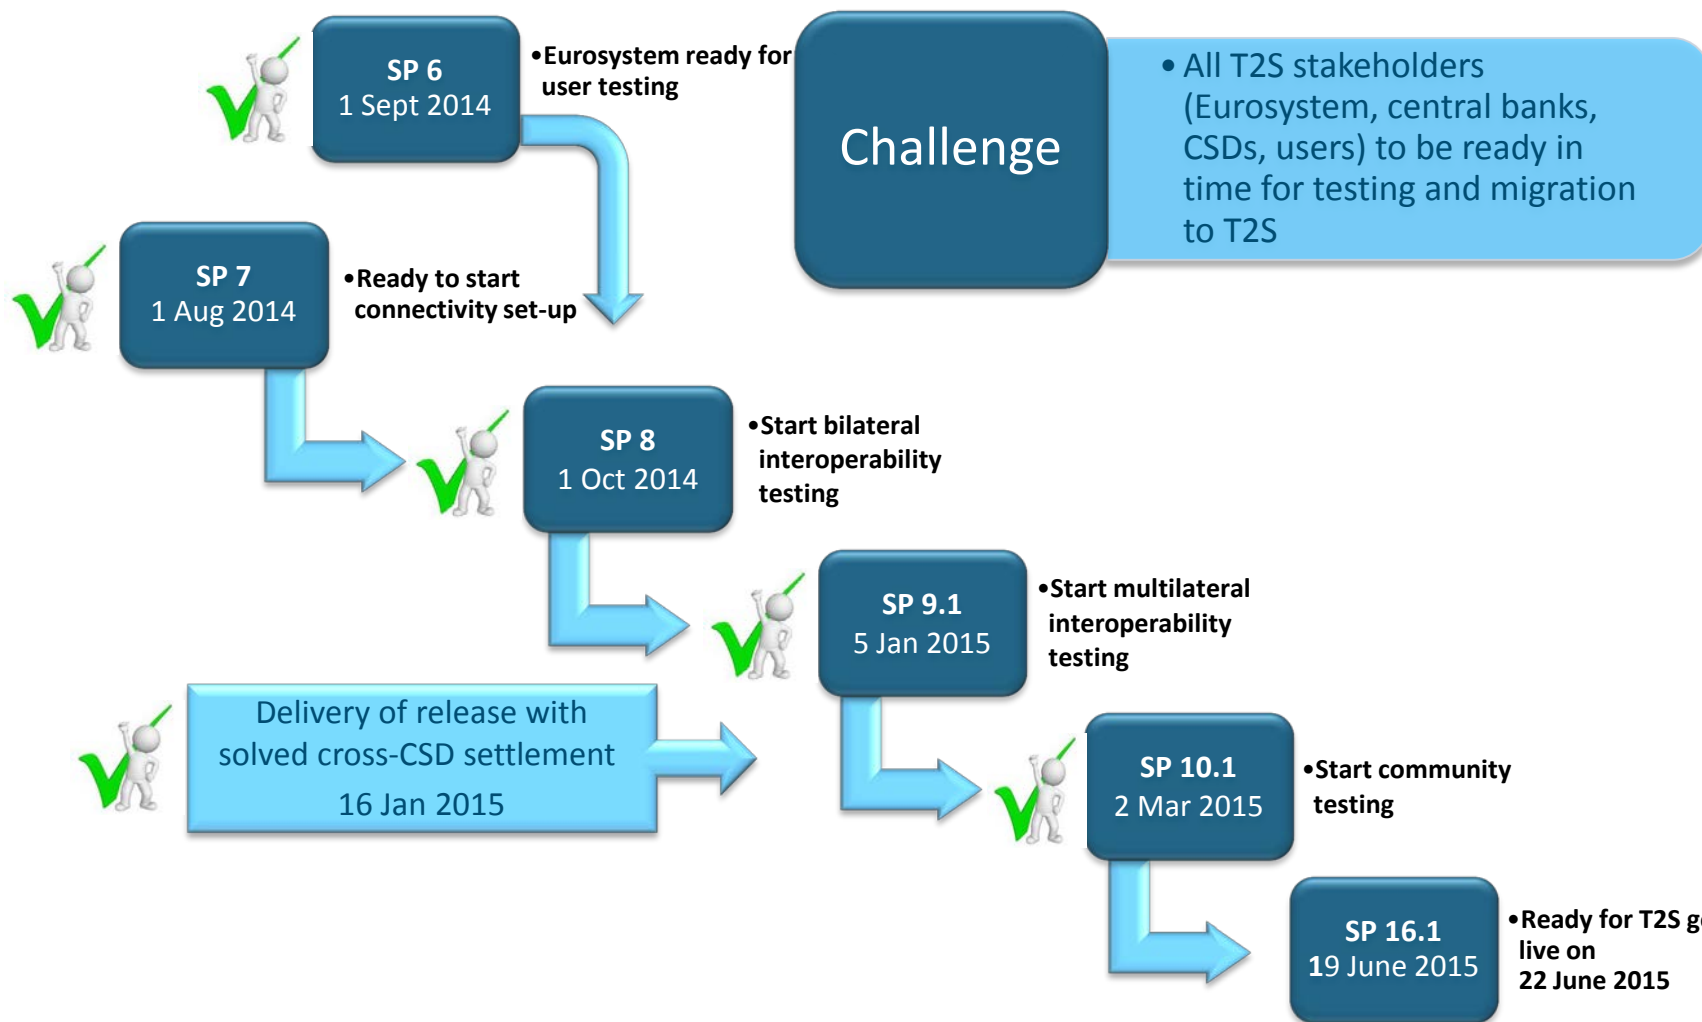 SP 6
1 Sept 2014
•Eurosystem ready for
user testing
Challenge
• All T2S stakeholders
(Eurosystem, central banks,
CSDs, users) to be ready in
time for testing and migration
to T2S
SP 7
1 Aug 2014
•Ready to start
connectivity set-up
SP 8
1 Oct 2014
•Start bilateral
interoperability
testing
SP 9.1
5 Jan 2015
•Start multilateral
interoperability
testing
Delivery of release with
solved cross-CSD settlement
16 Jan 2015
SP 10.1
2 Mar 2015
•Start community
testing
SP 16.1
19 June 2015
•Ready for T2S
live on
22 June 2015